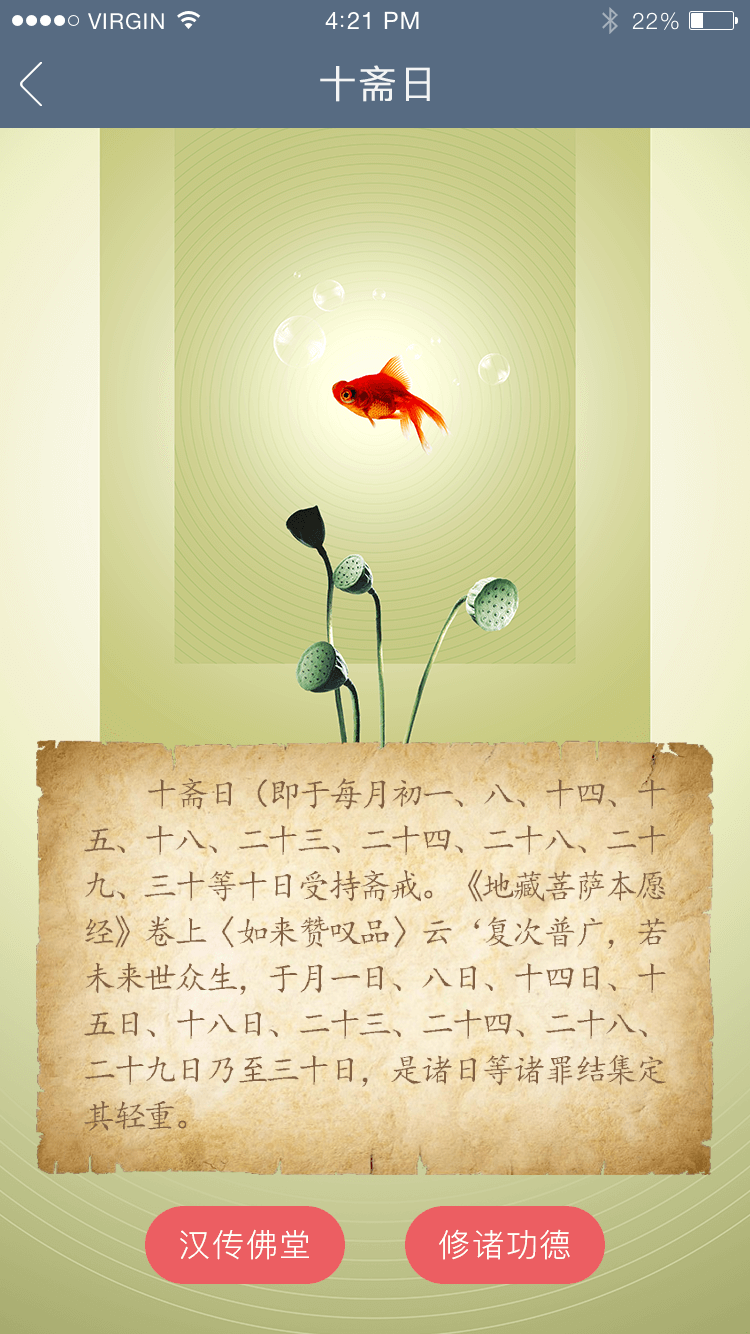 VIRGIN 4:21 PM 22%
十斋日
十斋日（即于每月初一、八、十四、十
五、十八、二十三、二十四、二十八、二十
九、三十等十日受持斋戒。《地藏菩萨本愿
经》卷上〈如来赞叹品〉云‘复次普广，若
未来世众生，于月一日、八日、十四日、十
五日、十八日、二十三、二十四、二十八、
二十九日乃至三十日，是诸日等诸罪结集定
其轻重。
汉传佛堂
修诸功德